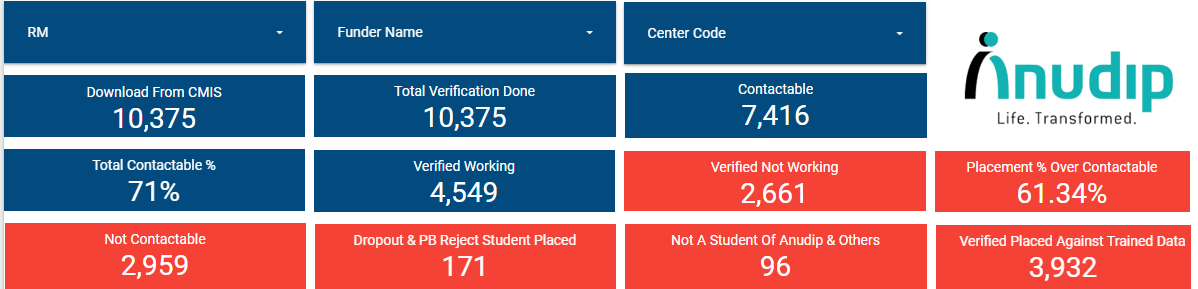 RM
Funder Name
Center Code
Anudip
Life. Transformed.
Download From CMIS
10,375
Total Verification Done
10,375
Contactable
7,416
Total Contactable %
71%
Verified Working
4,549
Verified Not Working
2,661
Placement % Over Contactable
61.34%
Not Contactable
2,959
Dropout & PB Reject Student Placed
171
Not A Student Of Anudip & Others
96
Verified Placed Against Trained Data
3,932